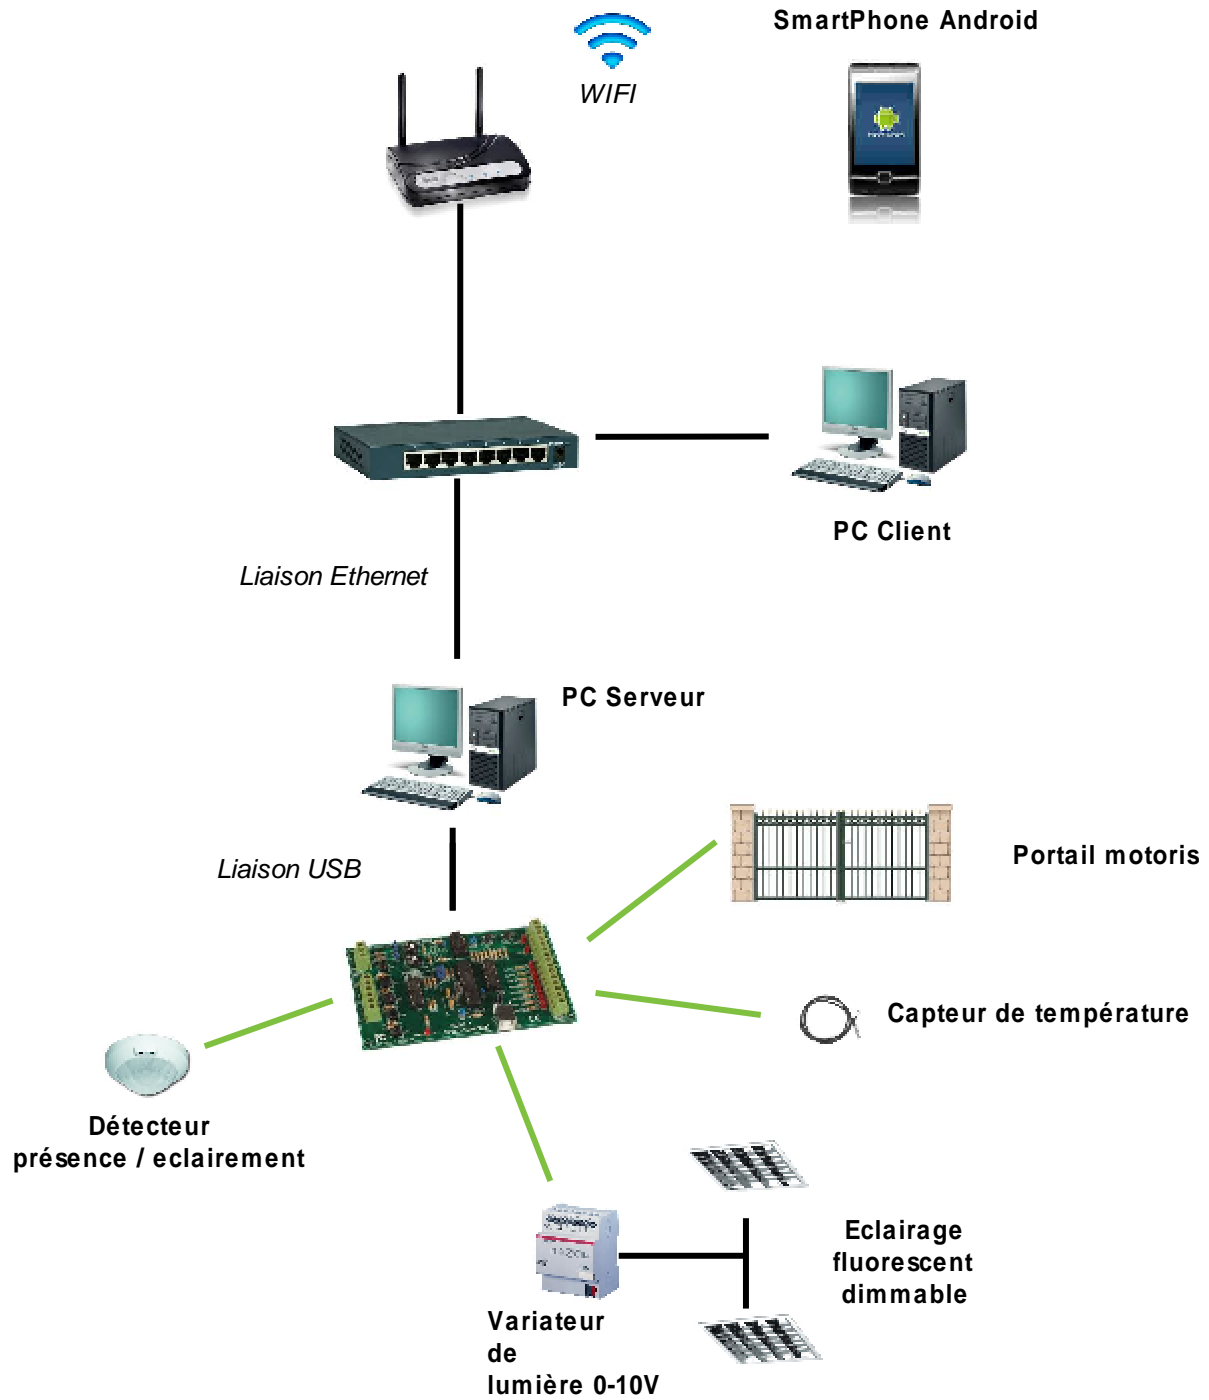 SmartPhone Android
WIFI
PC Client
Liaison Ethernet
PC Serveur
Portail motoris
Liaison USB
Capteur de température
Détecteur
présence / eclairement
Eclairage
fluorescent
dimmable
Variateur
de
lumière 0-10V